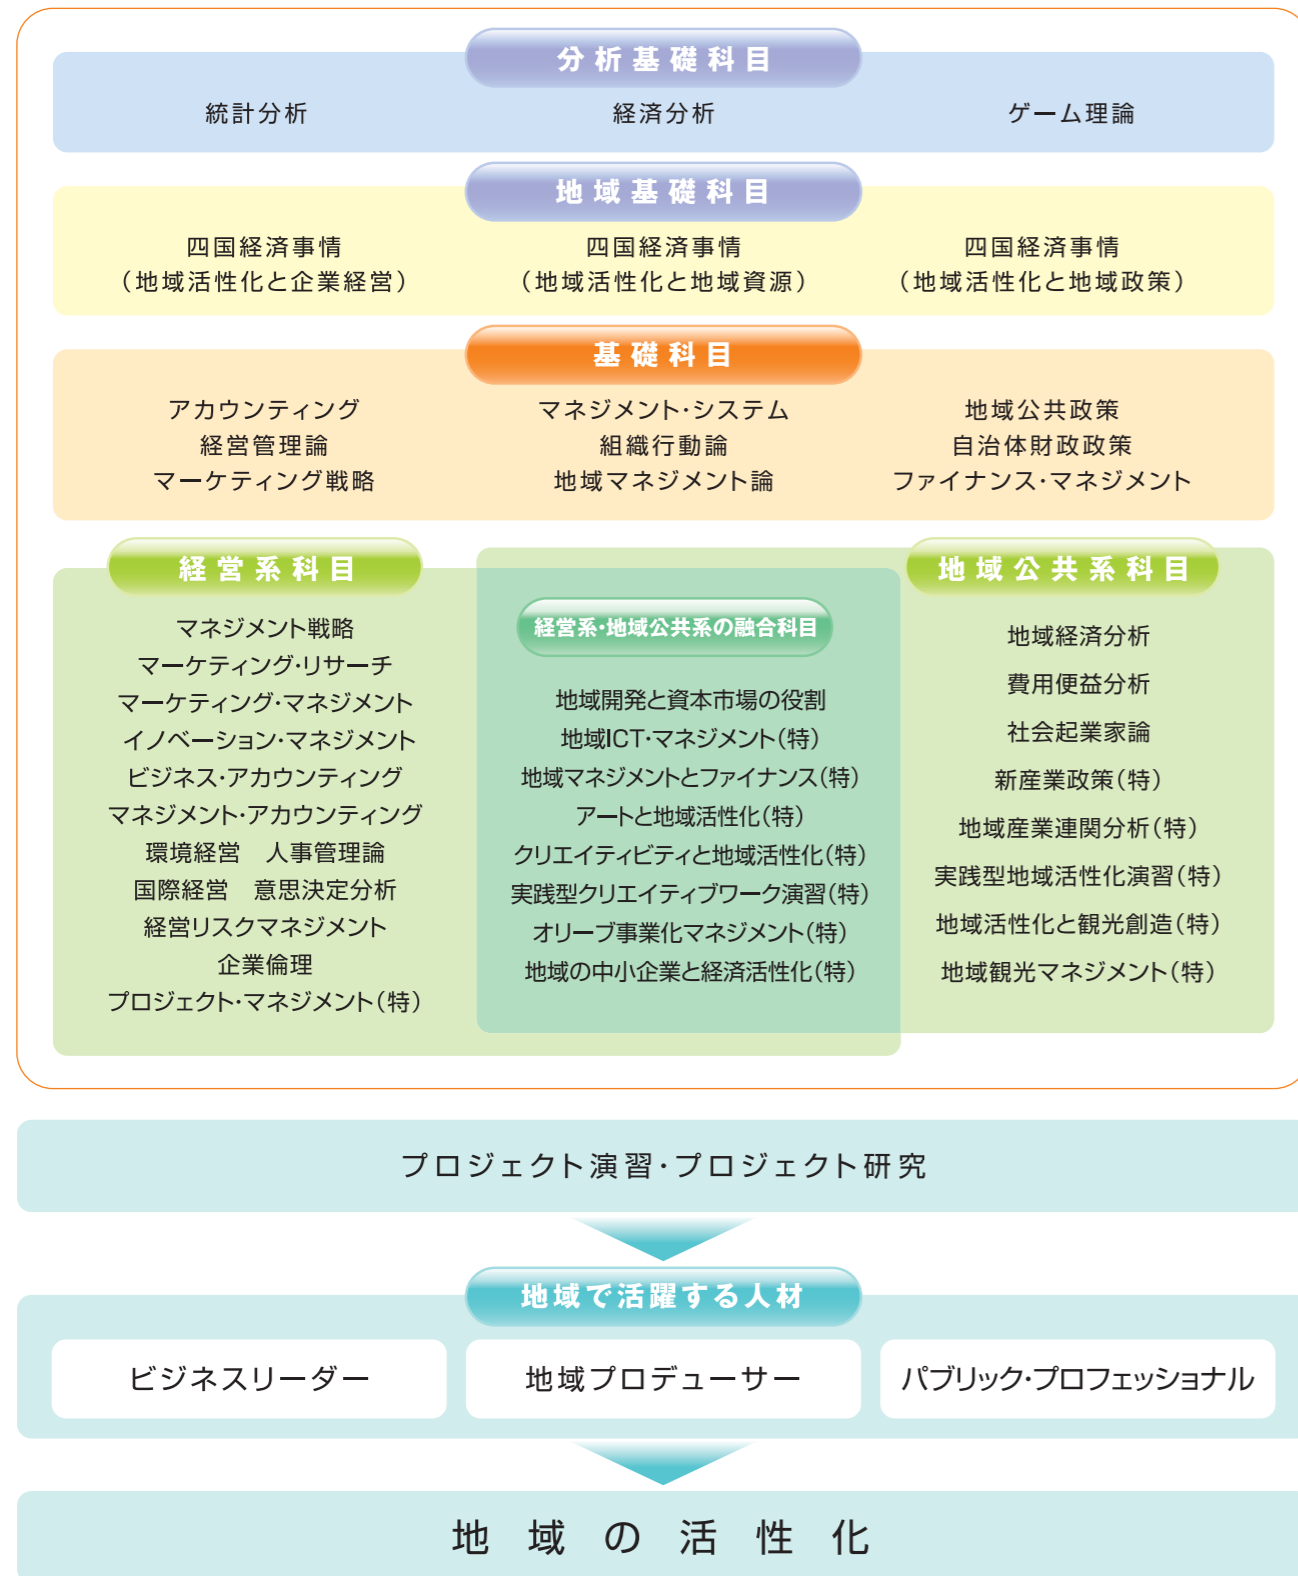 分析基礎科目
統計分析
経済分析
ゲーム理論
地域基礎科目
四国経済事情
（地域活性化と企業経営）
四国経済事情
（地域活性化と地域資源）
四国経済事情
（地域活性化と地域政策）
基礎科目
アカウンティング
経営管理論
マーケティング戦略
マネジメント・システム
組織行動論
地域マネジメント論
地域公共政策
自治体財政政策
ファイナンス・マネジメント
経営系科目
マネジメント戦略
マーケティング・リサーチ
マーケティング・マネジメント
イノベーション・マネジメント
ビジネス・アカウンティング
マネジメント・アカウンティング
環境経営　人事管理論
国際経営　意思決定分析
経営リスクマネジメント
企業倫理
プロジェクト・マネジメント（特）
経営系・地域公共系の融合科目
地域開発と資本市場の役割
地域ICT・マネジメント（特）
地域マネジメントとファイナンス（特）
アートと地域活性化（特）
クリエイティビティと地域活性化（特）
実践型クリエイティブワーク演習（特）
オリーブ事業化マネジメント（特）
地域の中小企業と経済活性化（特）
地域公共系科目
地域経済分析
費用便益分析
社会起業家論
新産業政策（特）
地域産業連関分析（特）
実践型地域活性化演習（特）
地域活性化と観光創造（特）
地域観光マネジメント（特）
プロジェクト演習・プロジェクト研究
地域で活躍する人材
ビジネスリーダー
地域プロデューサー
パブリック・プロフェッショナル
地域の活性化